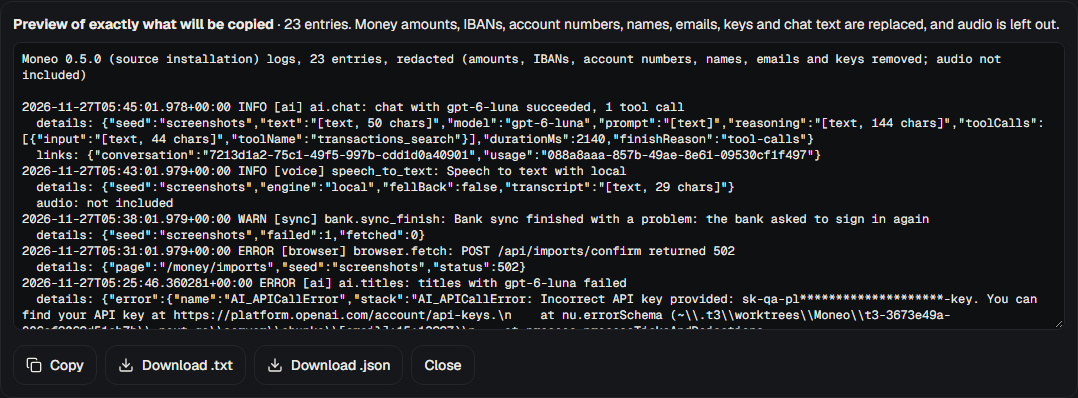 Preview of exactly what will be copied · 23 entries. Money amounts, IBANs, account numbers, names, emails, keys and chat text are replaced, and audio is left out.
Moneo 0.5.0 (source installation) logs, 23 entries, redacted (amounts, IBANs, account numbers, names, emails and keys removed; audio not
included)
2026-11-27T05:45:01.978+00:00 INFO [ai] ai.chat: chat with gpt-6-luna succeeded, 1 tool call
details: {"seed":"screenshots","text":"[text, 50 chars]","model":"gpt-6-luna","prompt":"[text]","reasoning":"[text, 144 chars]","toolCalls":
[{"input":"[text, 44 chars]","toolName":"transactions_search"}],"durationMs":2140,"finishReason":"tool-calls"}
links: {"conversation":"7213d1a2-75c1-49f5-997b-cdd1d0a40901","usage":"088a8aaa-857b-49ae-8e61-09530cf1f497"}
2026-11-27T05:43:01.979+00:00 INFO [voice] speech_to_text: Speech to text with local
details: {"seed":"screenshots","engine":"local","fellBack":false,"transcript":"[text, 29 chars]"}
audio: not included
2026-11-27T05:38:01.979+00:00 WARN [sync] bank.sync_finish: Bank sync finished with a problem: the bank asked to sign in again
details: {"seed":"screenshots","failed":1,"fetched":0}
2026-11-27T05:31:01.979+00:00 ERROR [browser] browser.fetch: POST /api/imports/confirm returned 502
details: {"page":"/money/imports","seed":"screenshots","status":502}
2026-11-27T05:25:46.360281+00:00 ERROR [ai] ai.titles: titles with gpt-6-luna failed
details: {"error":{"name":"AI_APICallError","stack":"AI_APICallError: Incorrect API key provided: sk-qa-pl********************-key. You can
find your API key at https://platform.openai.com/account/api-keys.\n    at nu.errorSchema (~\\.t3\\worktrees\\Moneo\\t3-3673e49a-
Copy
Download .txt
Download .json
Close